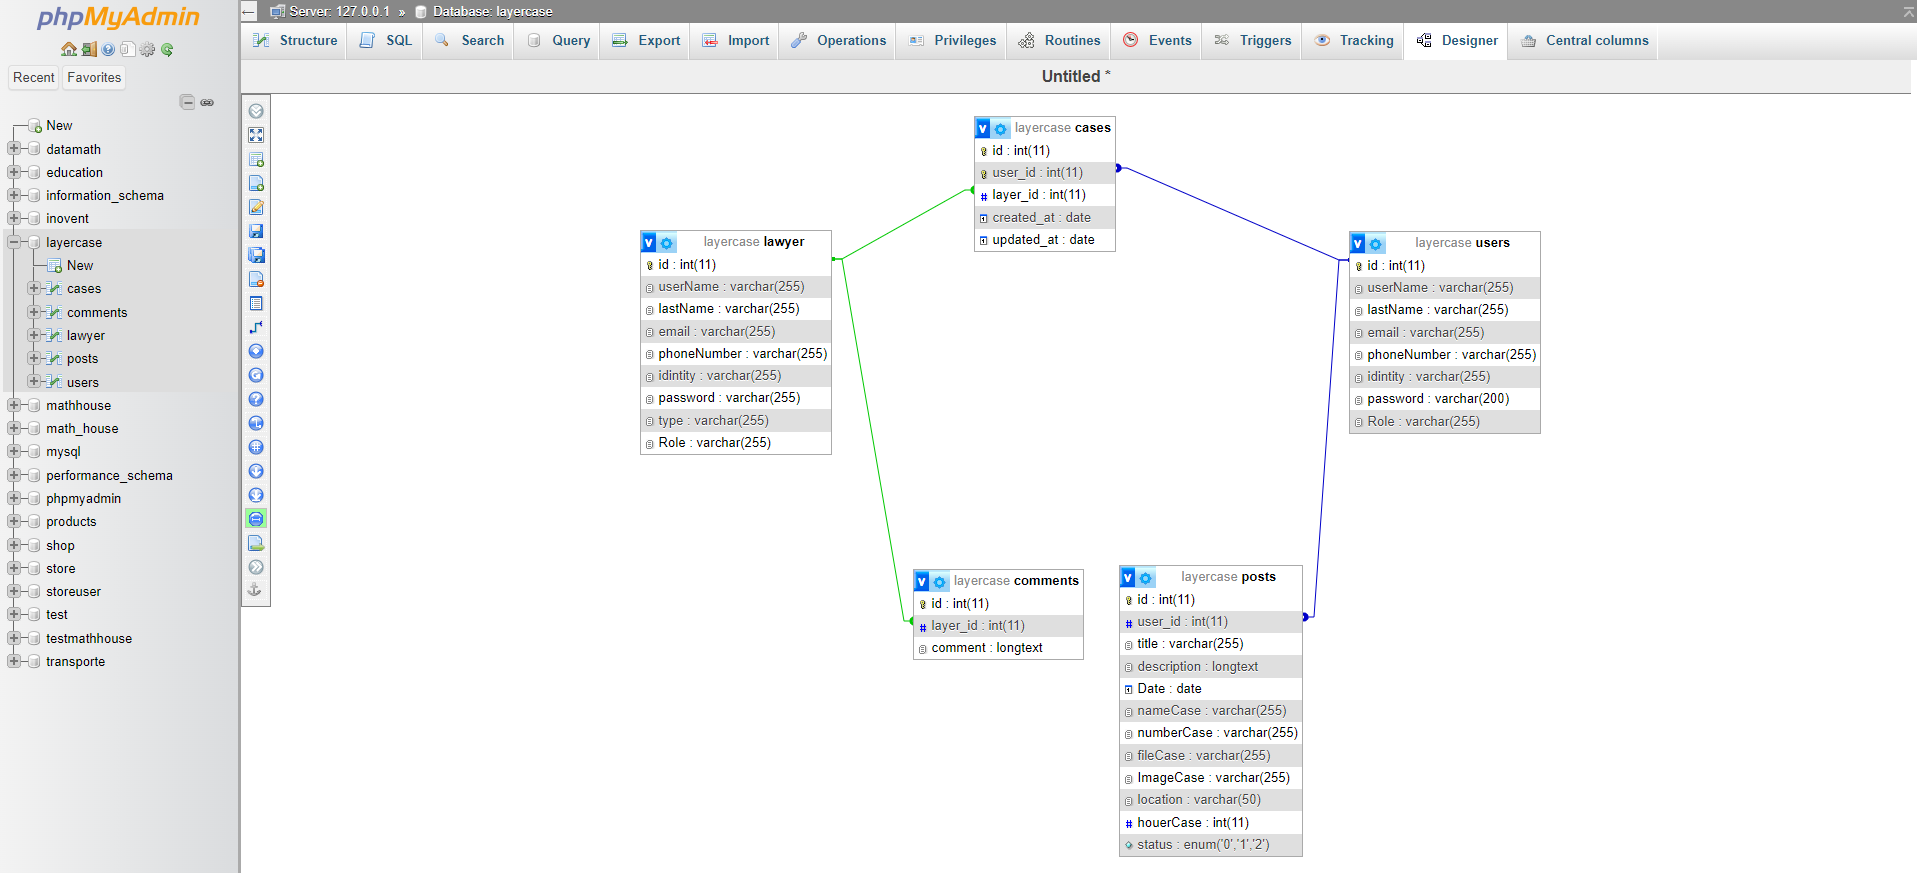 phpMyAdmin
Recent Favorites
New
datamath
education
information_schema
inovent
layercase
New
cases
comments
lawyer
posts
users
mathhouse
math_house
mysql
performance_schema
phpmyadmin
products
shop
store
storeuser
test
testmathhouse
transporte
Server: 127.0.0.1 » Database: layercase
Structure SQL Search Query Export Import Operations Privileges Routines Events Triggers Tracking Designer Central columns
Untitled *
v layercase cases
id : int(11)
user_id : int(11)
# layer_id : int(11)
created_at : date
updated_at : date
v layercase lawyer
id : int(11)
userName : varchar(255)
lastName : varchar(255)
email : varchar(255)
phoneNumber : varchar(255)
idintity : varchar(255)
password : varchar(255)
type : varchar(255)
Role : varchar(255)
v layercase users
id : int(11)
userName : varchar(255)
lastName : varchar(255)
email : varchar(255)
phoneNumber : varchar(255)
idintity : varchar(255)
password : varchar(200)
Role : varchar(255)
v layercase comments
id : int(11)
# layer_id : int(11)
comment : longtext
v layercase posts
id : int(11)
# user_id : int(11)
title : varchar(255)
description : longtext
Date : date
nameCase : varchar(255)
numberCase : varchar(255)
fileCase : varchar(255)
ImageCase : varchar(255)
location : varchar(50)
# houerCase : int(11)
status : enum('0','1','2')